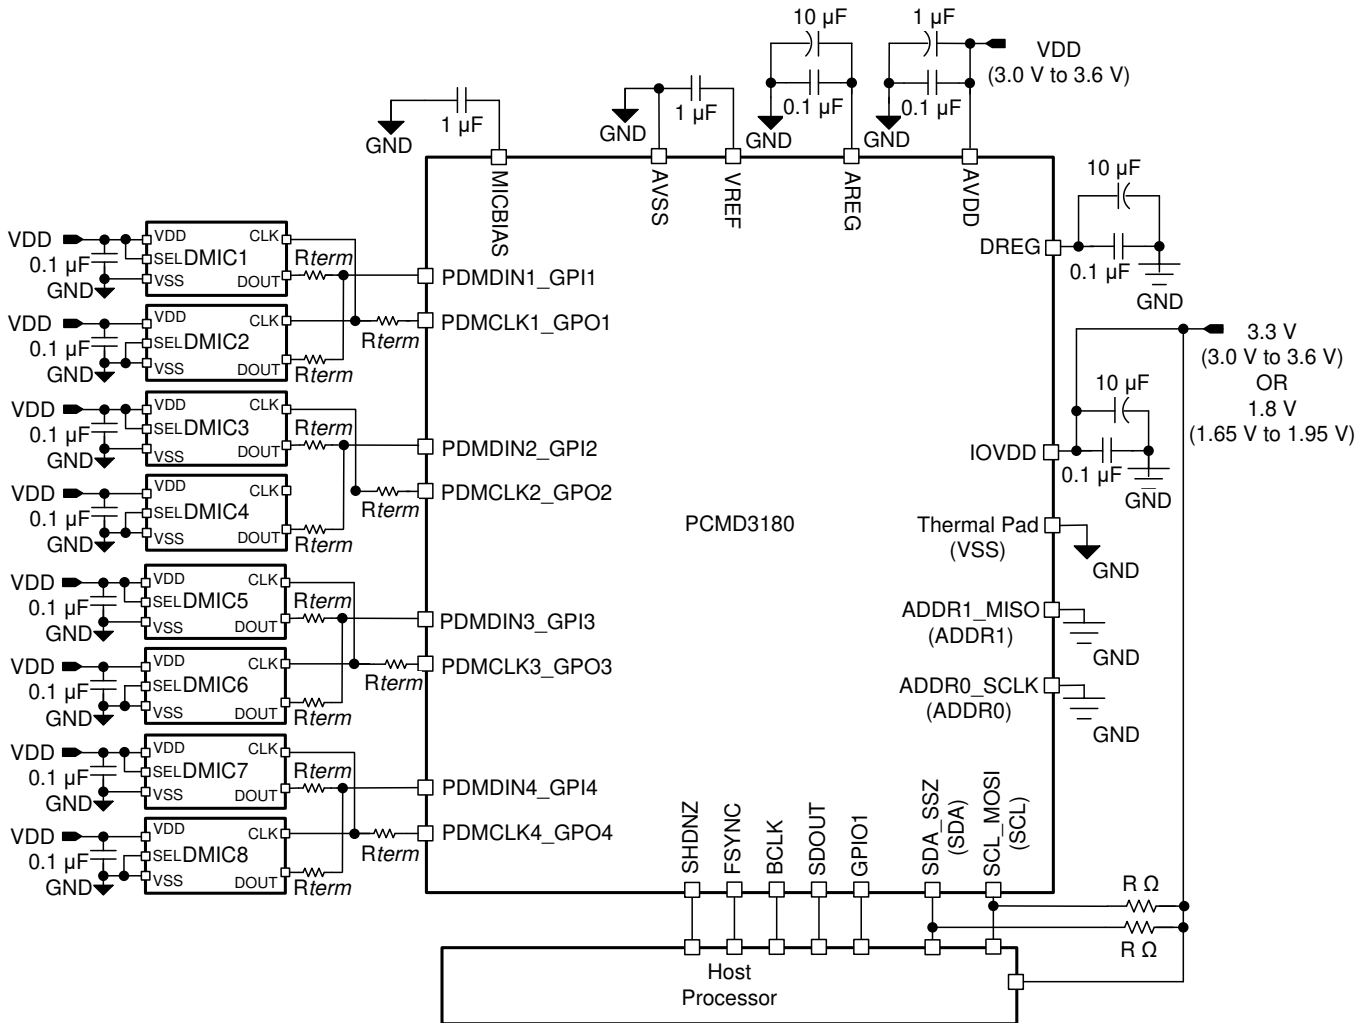 10 µF
1 µF
VDD
(3.0 V to 3.6 V)
0.1 µF
0.1 µF
1 µF
1 µF
GND
GND
GND
GND
MICBIAS
AVSS
VREF
AREG
AVDD
10 µF
DREG
0.1 µF
GND
3.3 V
(3.0 V to 3.6 V)
OR
1.8 V
(1.65 V to 1.95 V)
10 µF
IOVDD
0.1 µF
GND
Thermal Pad
(VSS)
GND
ADDR1_MISO
(ADDR1)
GND
ADDR0_SCLK
(ADDR0)
GND
PCMD3180
VDD
0.1 µF
GND
VDD
SEL
VSS
DMIC1
CLK
DOUT
Rterm
PDMDIN1_GPI1
VDD
0.1 µF
GND
VDD
SEL
VSS
DMIC2
CLK
DOUT
Rterm
Rterm
PDMCLK1_GPO1
VDD
0.1 µF
GND
VDD
SEL
VSS
DMIC3
CLK
DOUT
Rterm
PDMDIN2_GPI2
VDD
0.1 µF
GND
VDD
SEL
VSS
DMIC4
CLK
DOUT
Rterm
Rterm
PDMCLK2_GPO2
VDD
0.1 µF
GND
VDD
SEL
VSS
DMIC5
CLK
DOUT
Rterm
PDMDIN3_GPI3
VDD
0.1 µF
GND
VDD
SEL
VSS
DMIC6
CLK
DOUT
Rterm
Rterm
PDMCLK3_GPO3
VDD
0.1 µF
GND
VDD
SEL
VSS
DMIC7
CLK
DOUT
Rterm
PDMDIN4_GPI4
VDD
0.1 µF
GND
VDD
SEL
VSS
DMIC8
CLK
DOUT
Rterm
Rterm
PDMCLK4_GPO4
SHDNZ
FSYNC
BCLK
SDOUT
GPIO1
SDA_SSZ
(SDA)
SCL_MOSI
(SCL)
R Ω
R Ω
Host
Processor